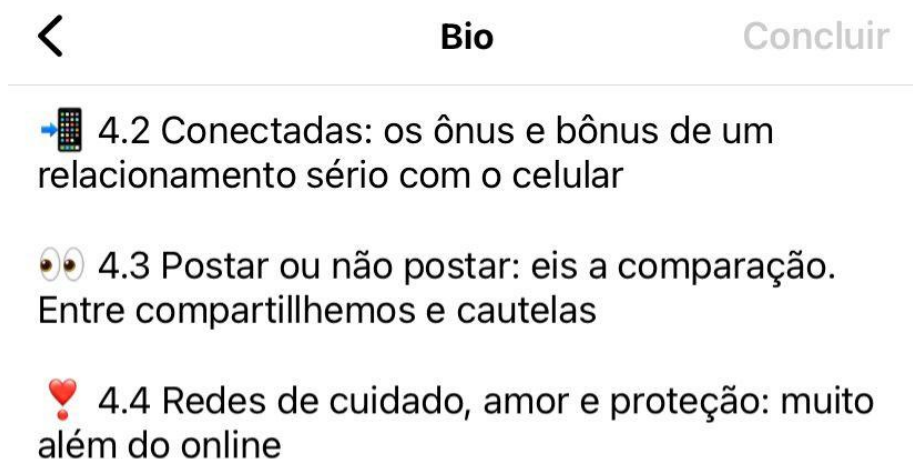 Bio
Concluir
📲 4.2 Conectadas: os ônus e bônus de um
relacionamento sério com o celular
👀 4.3 Postar ou não postar: eis a comparação.
Entre compartillhemos e cautelas
❣️ 4.4 Redes de cuidado, amor e proteção: muito
além do online